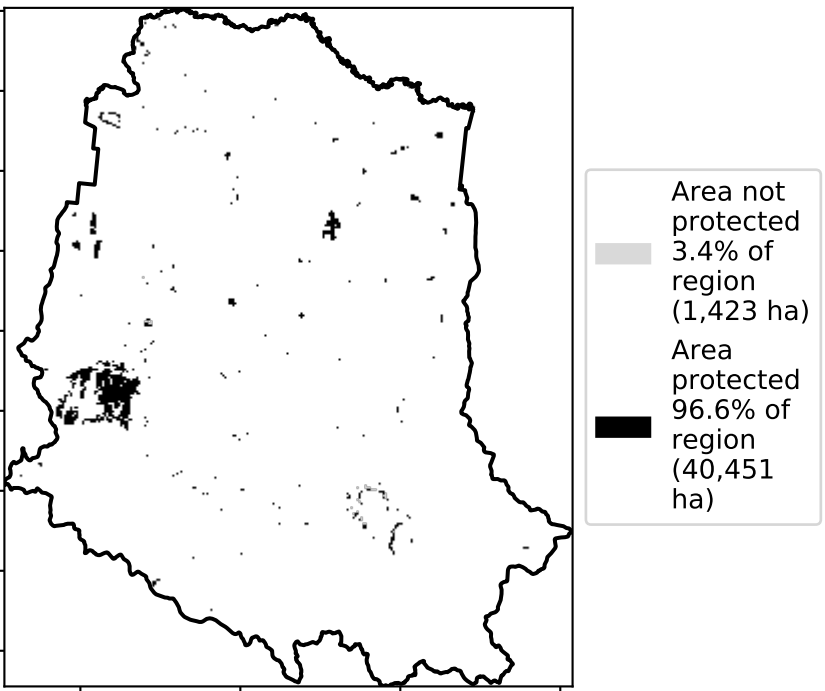 Area not
protected
3.4% of
region
(1,423 ha)
Area
protected
96.6% of
region
(40,451
ha)